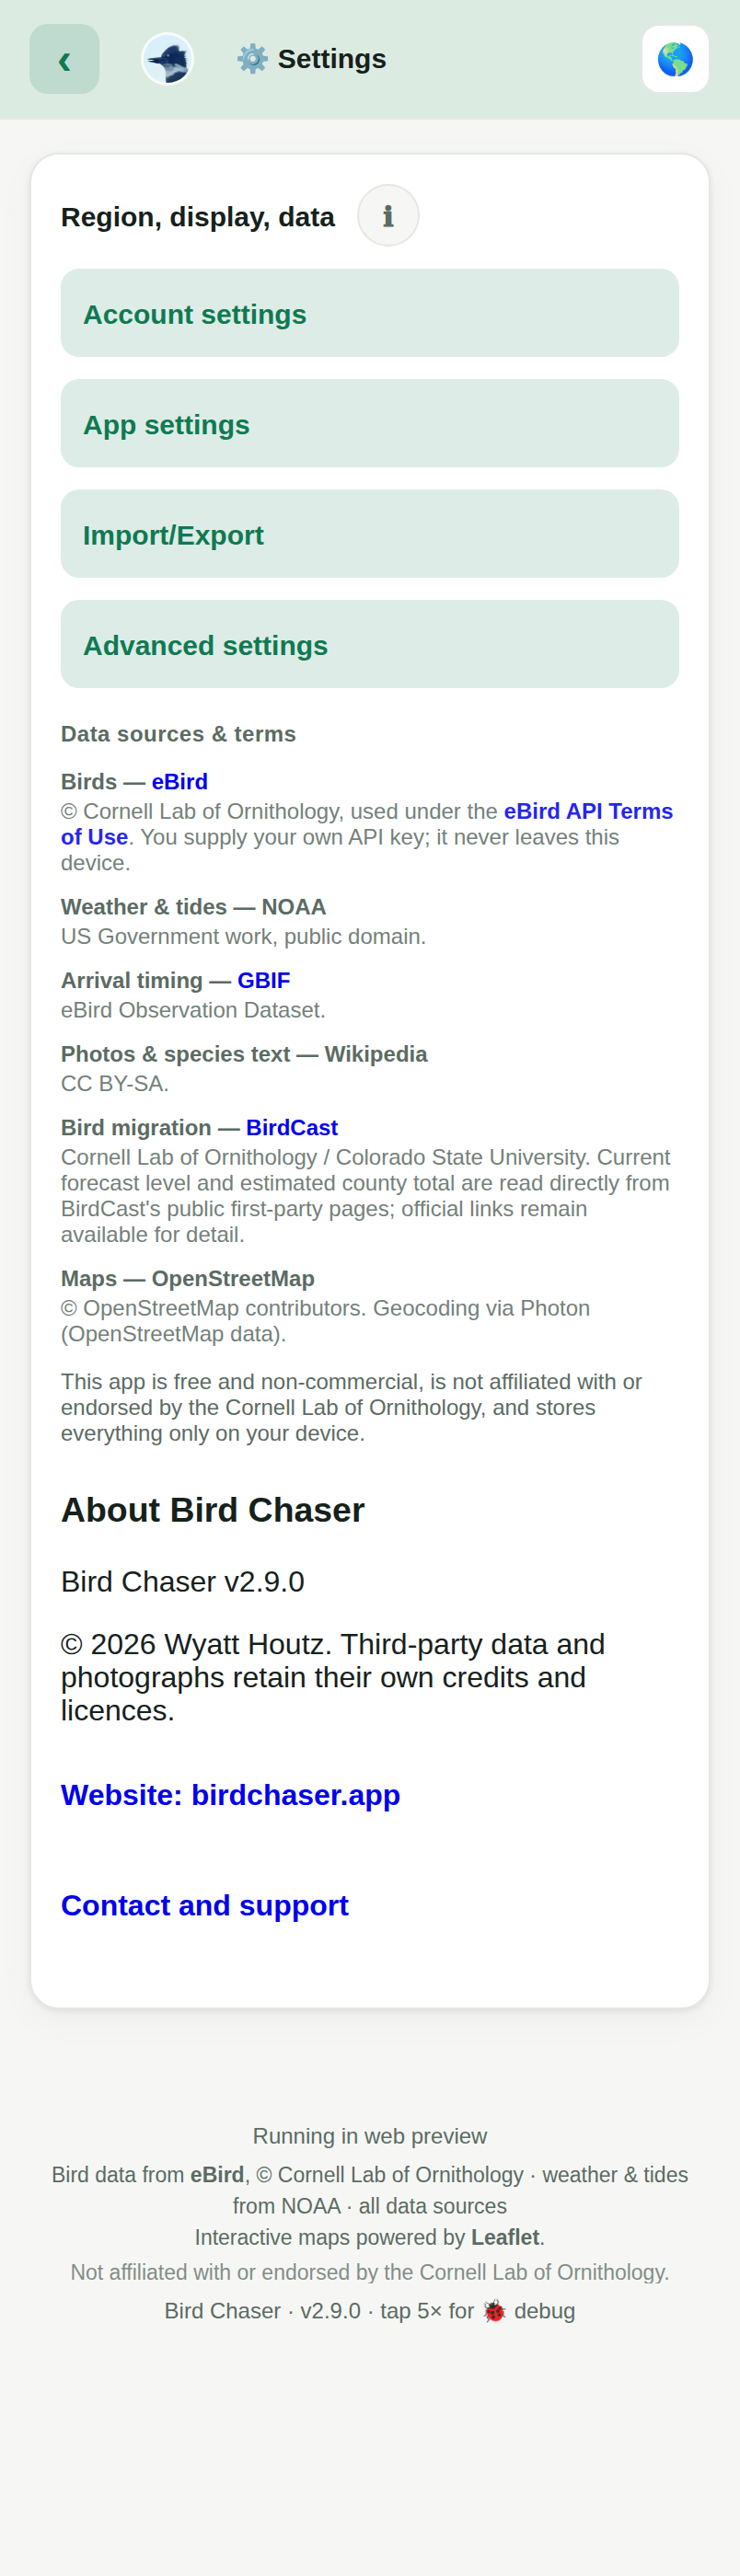 ‹ ⚙️ Settings 🌎
Region, display, data ℹ
Account settings
App settings
Import/Export
Advanced settings
Data sources & terms
Birds — eBird
© Cornell Lab of Ornithology, used under the eBird API Terms
of Use. You supply your own API key; it never leaves this
device.
Weather & tides — NOAA
US Government work, public domain.
Arrival timing — GBIF
eBird Observation Dataset.
Photos & species text — Wikipedia
CC BY-SA.
Bird migration — BirdCast
Cornell Lab of Ornithology / Colorado State University. Current
forecast level and estimated county total are read directly from
BirdCast's public first-party pages; official links remain
available for detail.
Maps — OpenStreetMap
© OpenStreetMap contributors. Geocoding via Photon
(OpenStreetMap data).
This app is free and non-commercial, is not affiliated with or
endorsed by the Cornell Lab of Ornithology, and stores
everything only on your device.
About Bird Chaser
Bird Chaser v2.9.0
© 2026 Wyatt Houtz. Third-party data and
photographs retain their own credits and
licences.
Website: birdchaser.app
Contact and support
Running in web preview
Bird data from eBird, © Cornell Lab of Ornithology · weather & tides
from NOAA · all data sources
Interactive maps powered by Leaflet.
Not affiliated with or endorsed by the Cornell Lab of Ornithology.
Bird Chaser · v2.9.0 · tap 5× for 🐞 debug